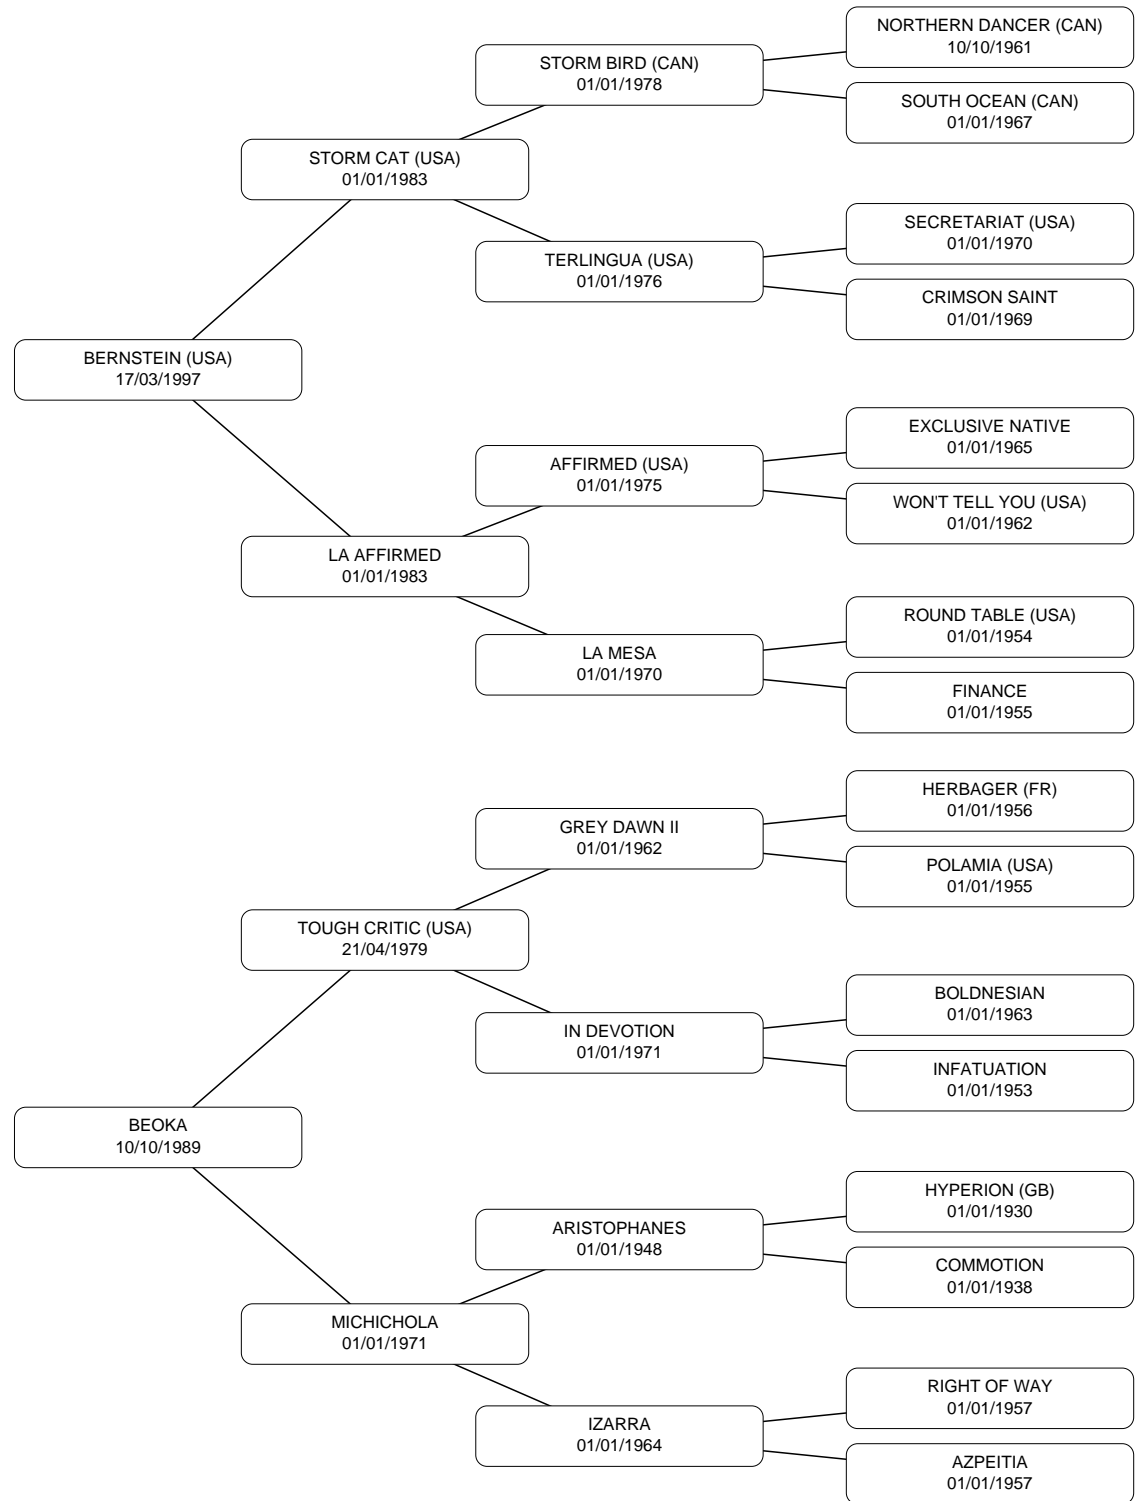 NORTHERN DANCER (CAN)
10/10/1961
STORM BIRD (CAN)
01/01/1978
SOUTH OCEAN (CAN)
01/01/1967
STORM CAT (USA)
01/01/1983
SECRETARIAT (USA)
01/01/1970
TERLINGUA (USA)
01/01/1976
CRIMSON SAINT
01/01/1969
BERNSTEIN (USA)
17/03/1997
EXCLUSIVE NATIVE
01/01/1965
AFFIRMED (USA)
01/01/1975
WON'T TELL YOU (USA)
01/01/1962
LA AFFIRMED
01/01/1983
ROUND TABLE (USA)
01/01/1954
LA MESA
01/01/1970
FINANCE
01/01/1955
HERBAGER (FR)
01/01/1956
GREY DAWN II
01/01/1962
POLAMIA (USA)
01/01/1955
TOUGH CRITIC (USA)
21/04/1979
BOLDNESIAN
01/01/1963
IN DEVOTION
01/01/1971
INFATUATION
01/01/1953
BEOKA
10/10/1989
HYPERION (GB)
01/01/1930
ARISTOPHANES
01/01/1948
COMMOTION
01/01/1938
MICHICHOLA
01/01/1971
RIGHT OF WAY
01/01/1957
IZARRA
01/01/1964
AZPEITIA
01/01/1957